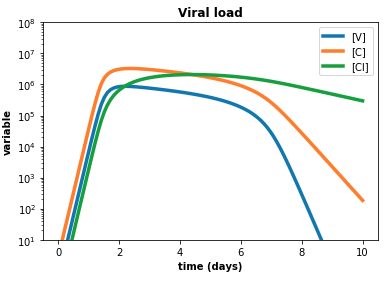 Viral load
10^8
10^7
10^6
10^5
10^4
10^3
10^2
10^1
variable
[V]
[C]
[CI]
0 2 4 6 8 10
time (days)